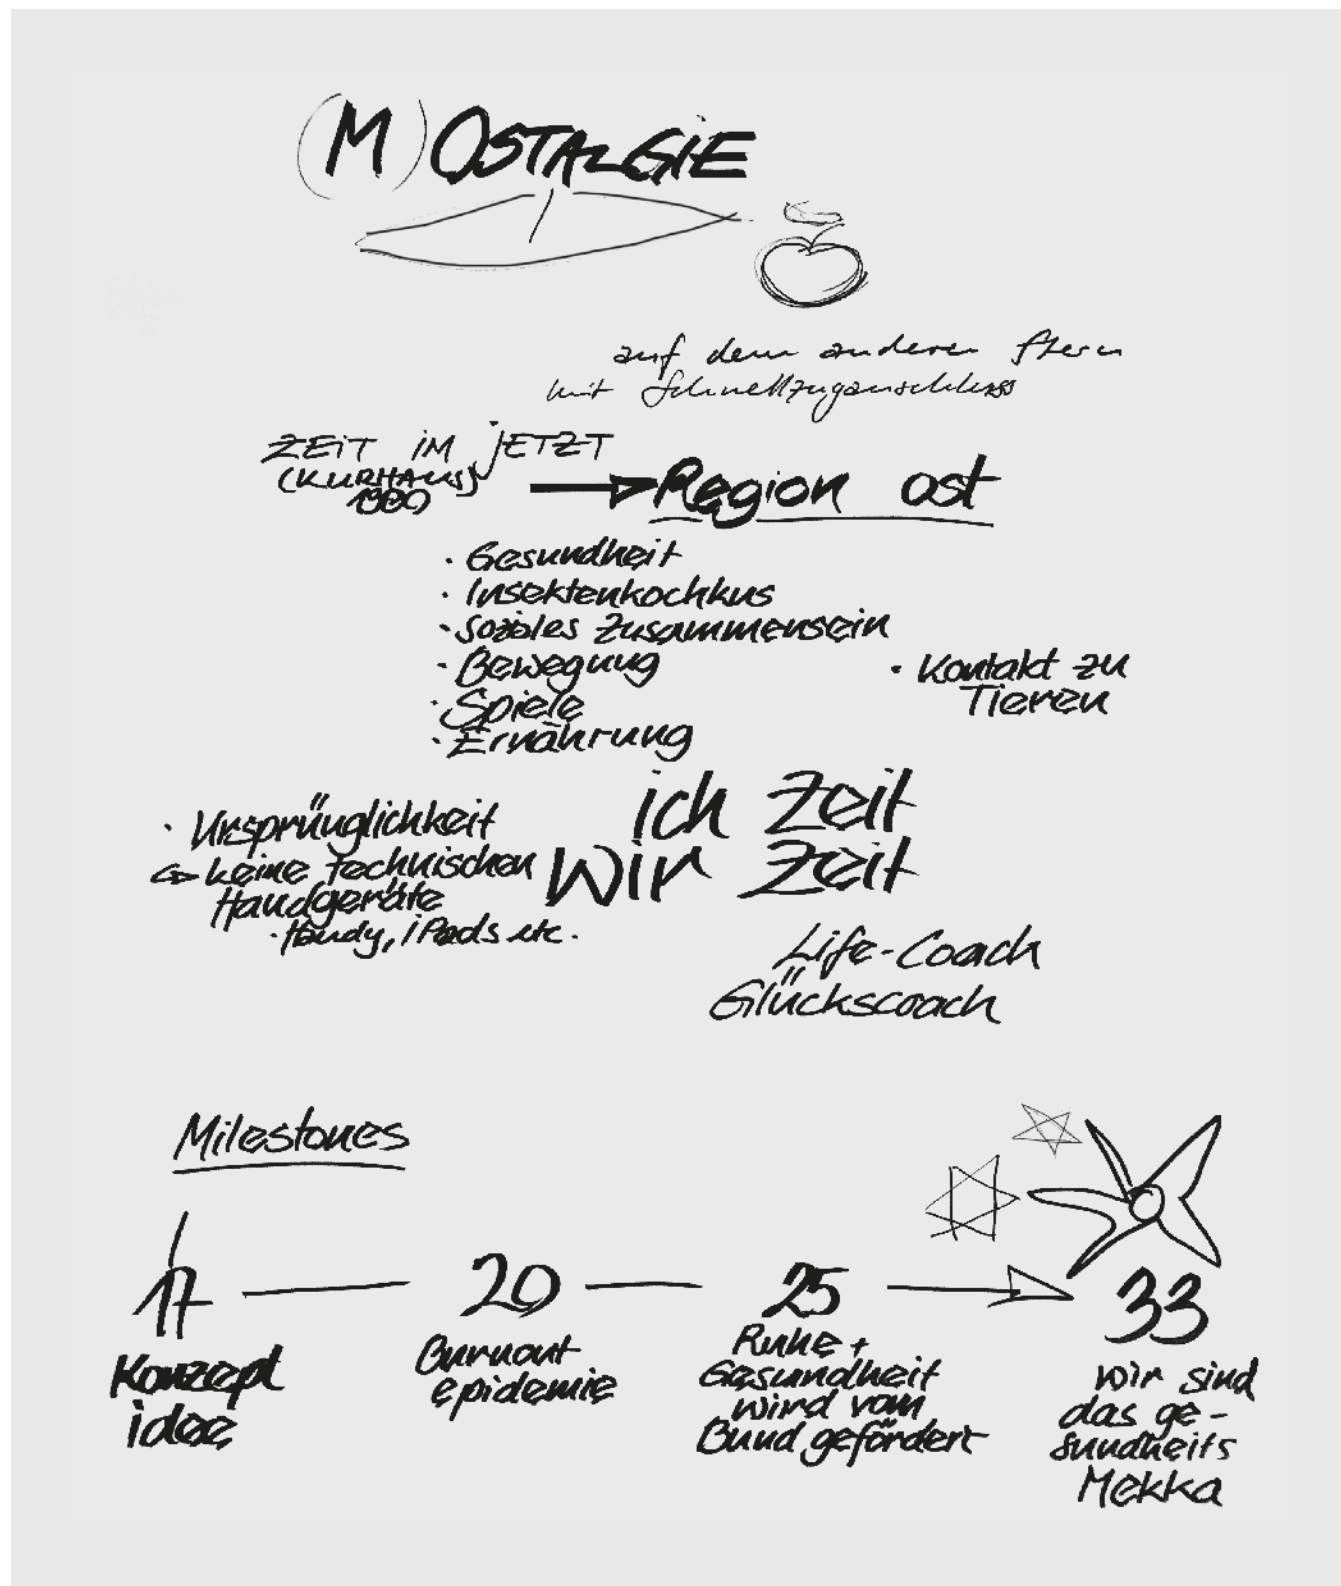 (M) OSTALGIE
auf dem anderen Stern
mit Schnellzuganschluss
ZEIT IM JETZT
(KURHAUS)
1900
Region ost
· Gesundheit
· Insektenkochkus
· Soziales Zusammensein
· Bewegung
· Spiele
· Ernährung
· Kontakt zu
Tieren
ich Zeit
wir Zeit
· Ursprünglichkeit
keine technischen
Handgeräte
· Handy, iPads etc.
Life-Coach
Glückscoach
Milestones
17
Konzept
idee
20
Burnout
epidemie
25
Ruhe +
Gesundheit
wird vom
Bund gefördert
33
wir sind
das ge-
sundheits
Mekka